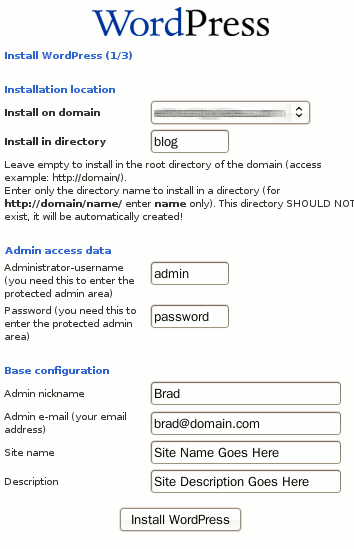 WordPress
Install WordPress (1/3)
Installation location
Install on domain
Install in directory blog
Leave empty to install in the root directory of the domain (access
example: http://domain/).
Enter only the directory name to install in a directory (for
http://domain/name/ enter name only). This directory SHOULD NOT
exist, it will be automatically created!
Admin access data
Administrator-username
(you need this to enter the
protected admin area)
admin
Password (you need this to
enter the protected admin
area)
password
Base configuration
Admin nickname Brad
Admin e-mail (your email
address)
brad@domain.com
Site name Site Name Goes Here
Description Site Description Goes Here
Install WordPress